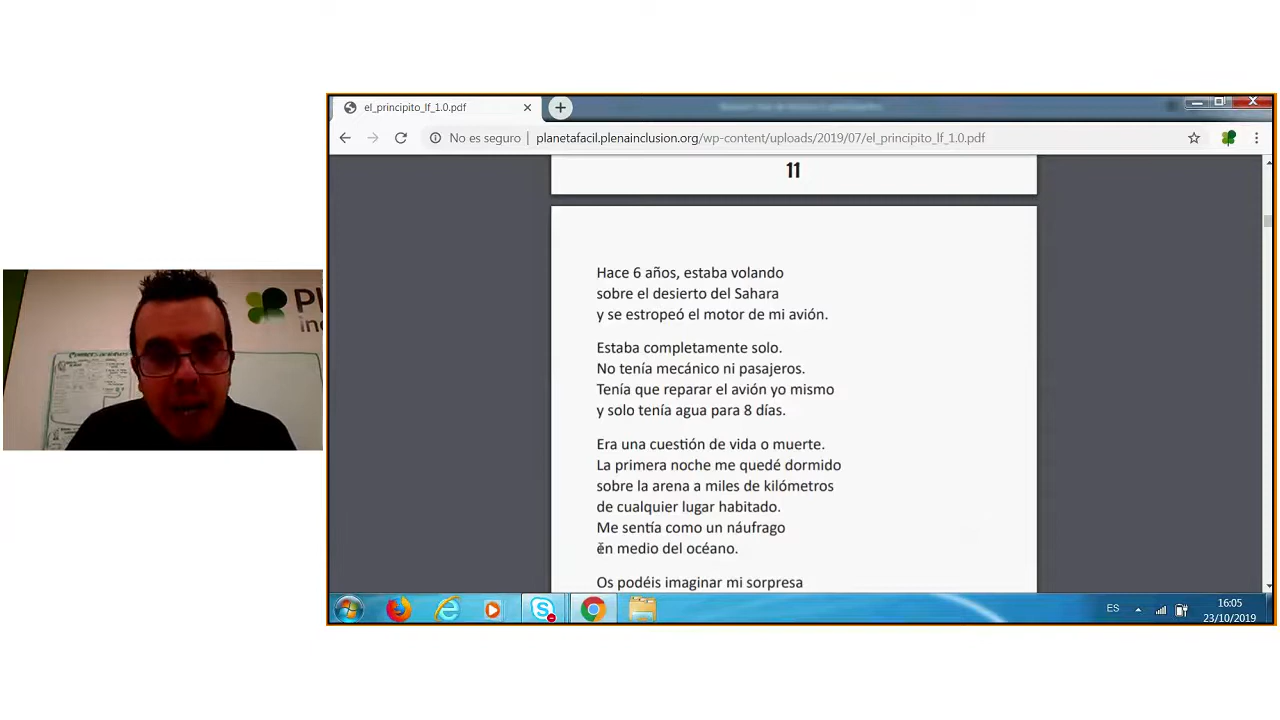 el_principito_lf_1.0.pdf
No es seguro | planetafacil.plenainclusion.org/wp-content/uploads/2019/07/el_principito_lf_1.0.pdf
11
Hace 6 años, estaba volando
sobre el desierto del Sahara
y se estropeó el motor de mi avión.
Estaba completamente solo.
No tenía mecánico ni pasajeros.
Tenía que reparar el avión yo mismo
y solo tenía agua para 8 días.
Era una cuestión de vida o muerte.
La primera noche me quedé dormido
sobre la arena a miles de kilómetros
de cualquier lugar habitado.
Me sentía como un náufrago
en medio del océano.
Os podéis imaginar mi sorpresa
ES
16:05
23/10/2019